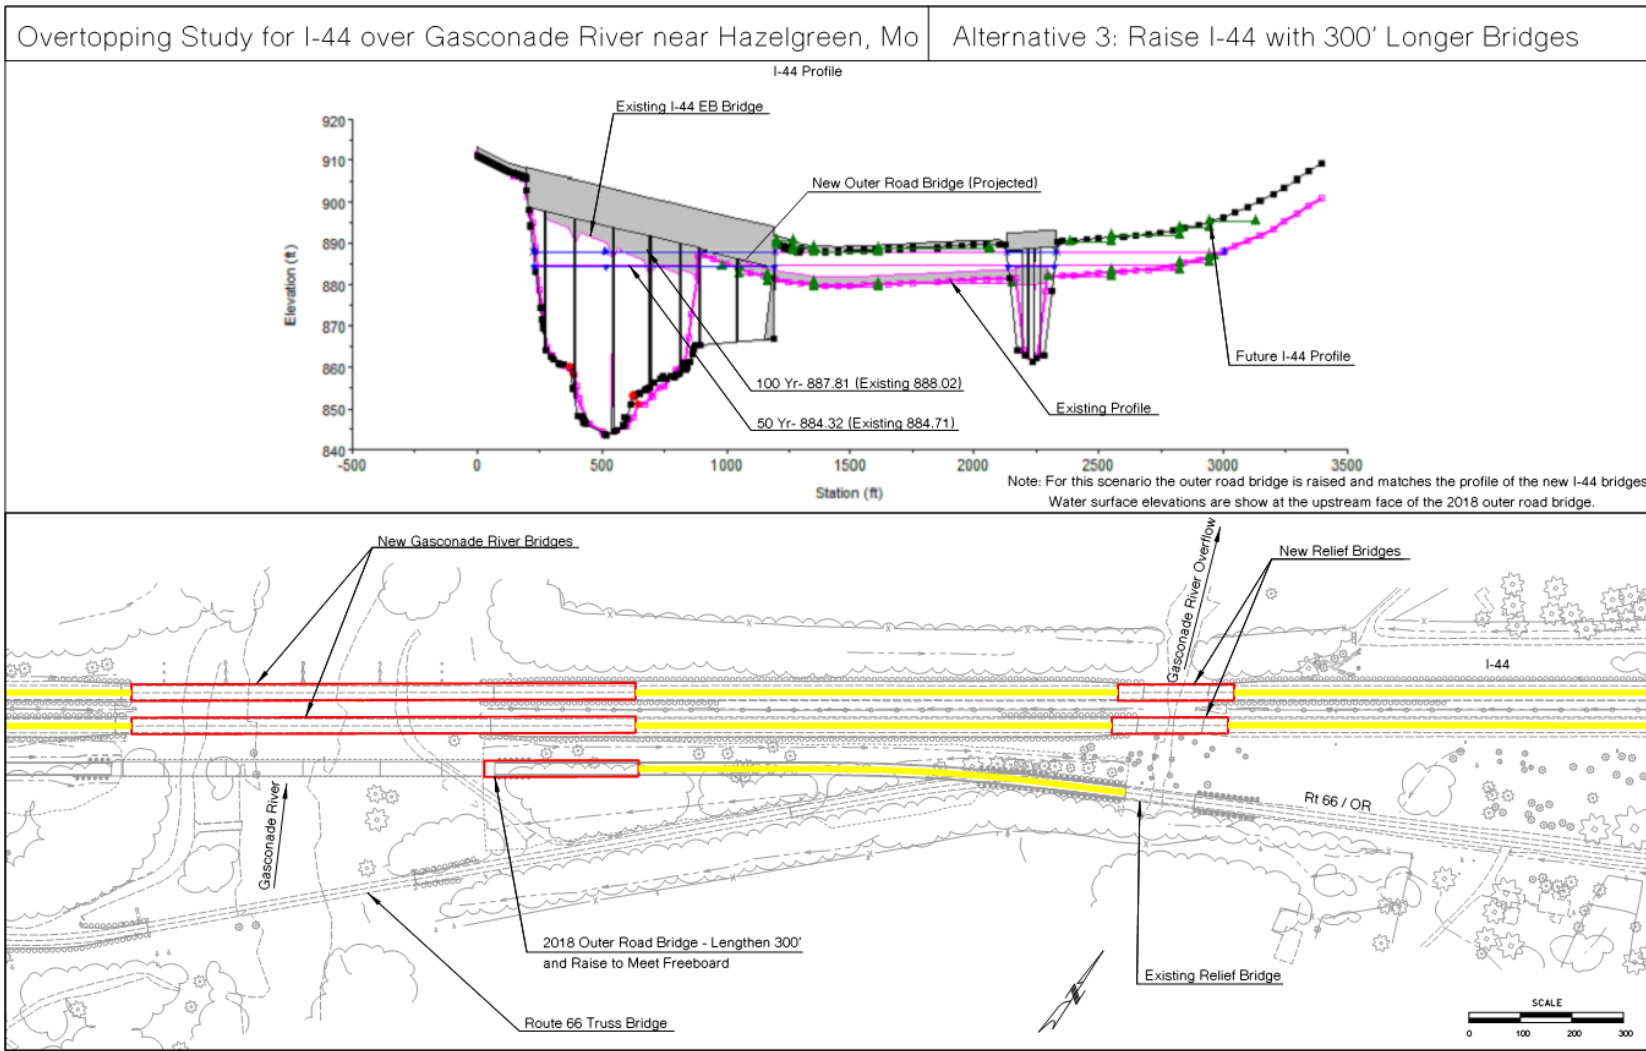 Overtopping Study for I-44 over Gasconade River near Hazelgreen, Mo
Alternative 3: Raise I-44 with 300' Longer Bridges
I-44 Profile
Existing I-44 EB Bridge
New Outer Road Bridge (Projected)
920
910
900
890
880
870
860
850
840
Elevation (ft)
Future I-44 Profile
100 Yr- 887.81 (Existing 888.02)
Existing Profile
50 Yr- 884.32 (Existing 884.71)
-500
0
500
1000
1500
2000
2500
3000
3500
Station (ft)
Note: For this scenario the outer road bridge is raised and matches the profile of the new I-44 bridges
Water surface elevations are show at the upstream face of the 2018 outer road bridge.
New Gasconade River Bridges
Gasconade River Overflow
New Relief Bridges
I-44
Gasconade River
Rt 66 / OR
2018 Outer Road Bridge - Lengthen 300'
and Raise to Meet Freeboard
Existing Relief Bridge
Route 66 Truss Bridge
SCALE
0
100
200
300